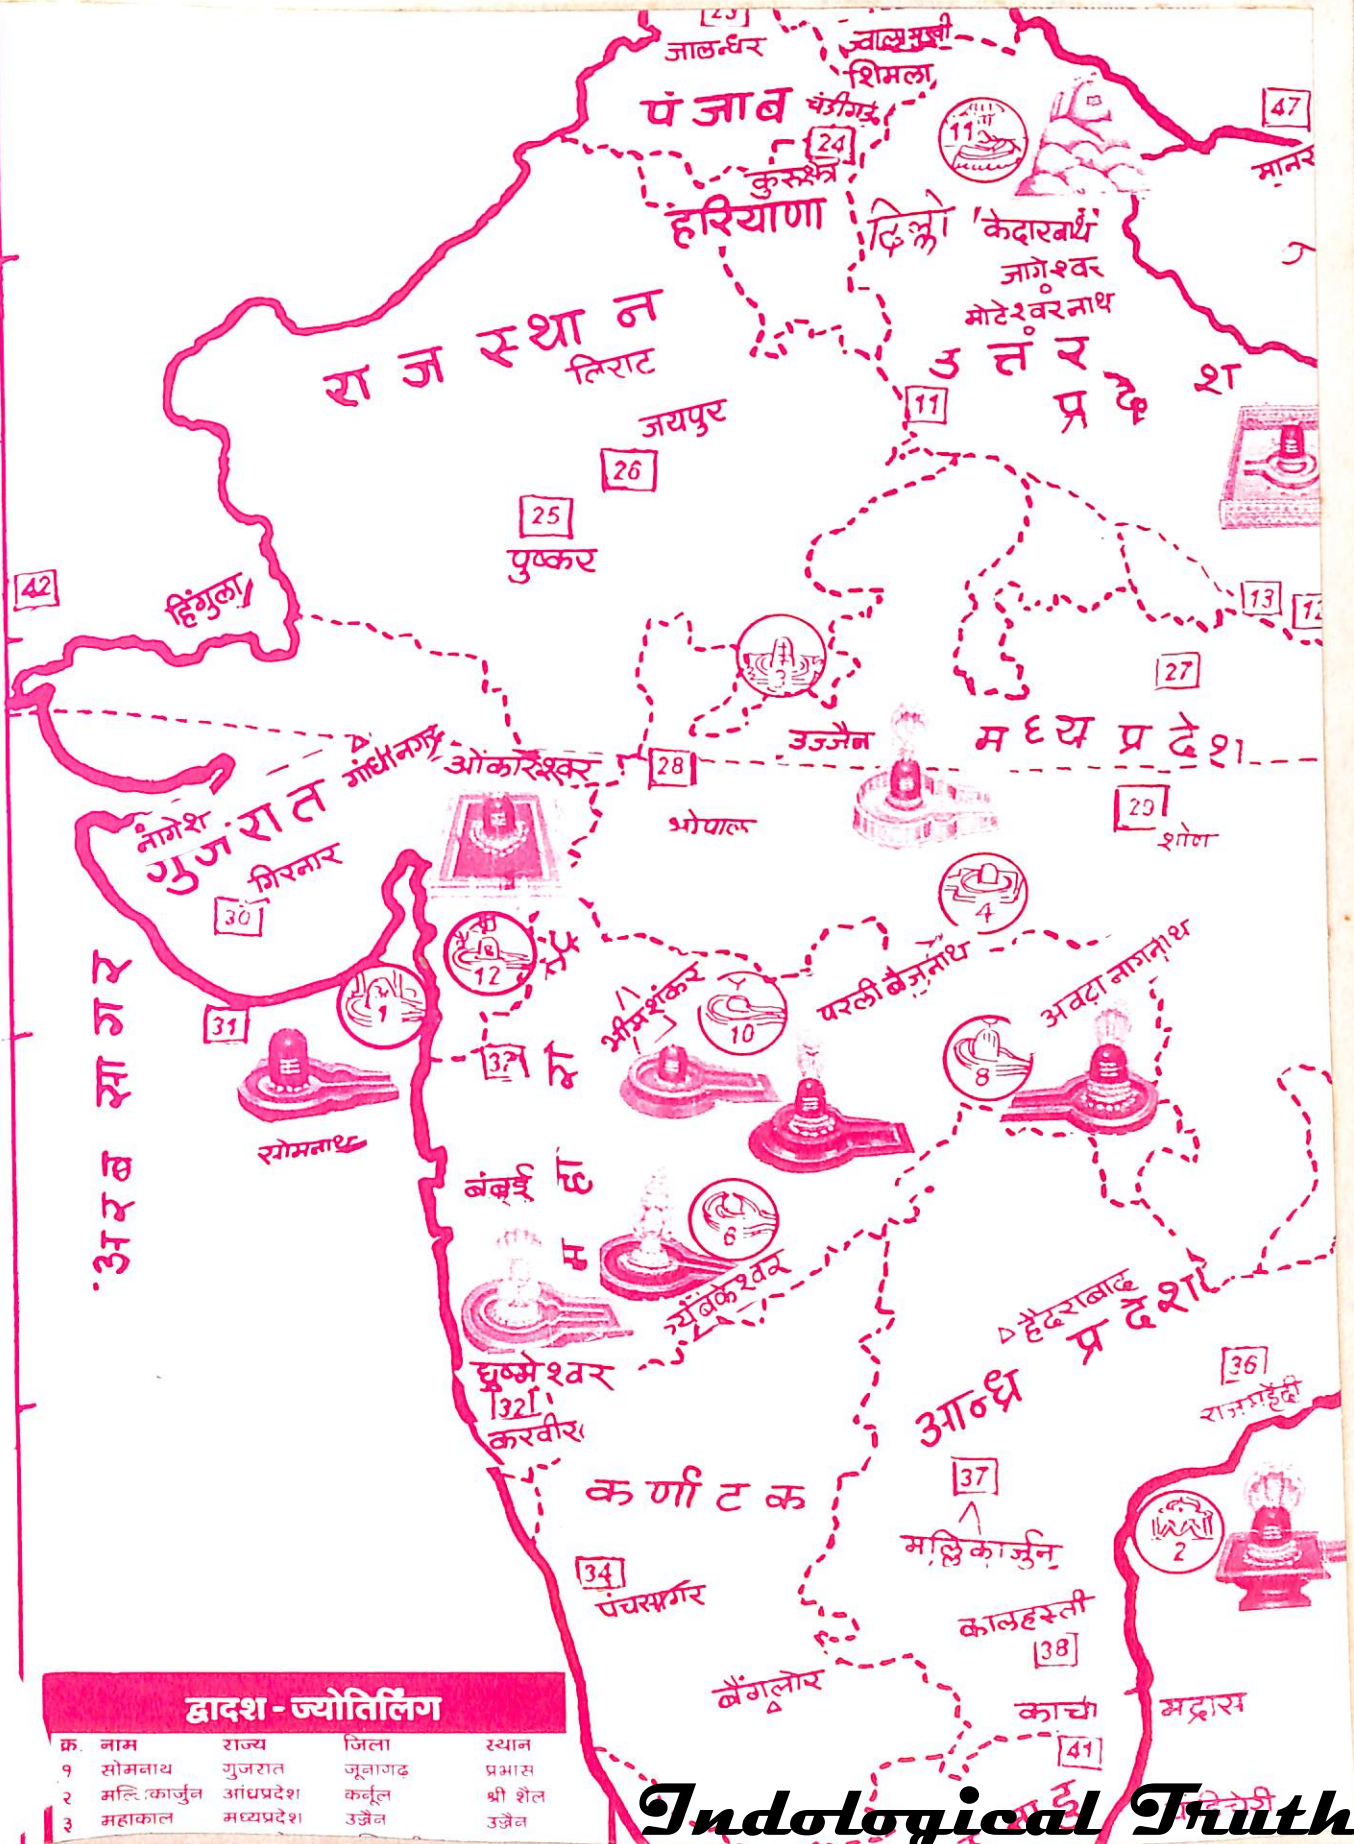 23
जालन्धर
ज्वालामुखी
शिमला
पंजाब
चंडीगढ़
24
कुरुक्षेत्र
हरियाणा
दिल्ली
11
47
'केदारनाथ'
जागेश्वर
मोटेश्वरनाथ
उत्तर
प्रदेश
11
राजस्थान
जयपुर
26
25
पुष्कर
42
हिंगुला
13
27
3
28
उज्जैन
मध्य प्रदेश
ओंकारेश्वर
गांधीनगर
गुजरात
नागेश
गिरनार
30
भोपाल
29
शोण
4
12
1
31
सोमनाथ
अरब सागर
भीमशंकर
10
परली बैजनाथ
अवढा नागनाथ
8
बंबई
6
त्र्यंबकेश्वर
घुष्मेश्वर
32
करवीर
हैदराबाद
आन्ध्र प्रदेश
36
37
मल्लिकार्जुन
2
कर्णाटक
34
पंचसागर
कालहस्ती
38
बैंगलोर
मद्रास
41
द्वादश - ज्योतिर्लिंग
क्र. नाम राज्य जिला स्थान
१ सोमनाथ गुजरात जूनागढ़ प्रभास
२ मल्लिकार्जुन आंध्रप्रदेश कर्नूल श्री शैल
३ महाकाल मध्यप्रदेश उज्जैन उज्जैन
Indological Truth